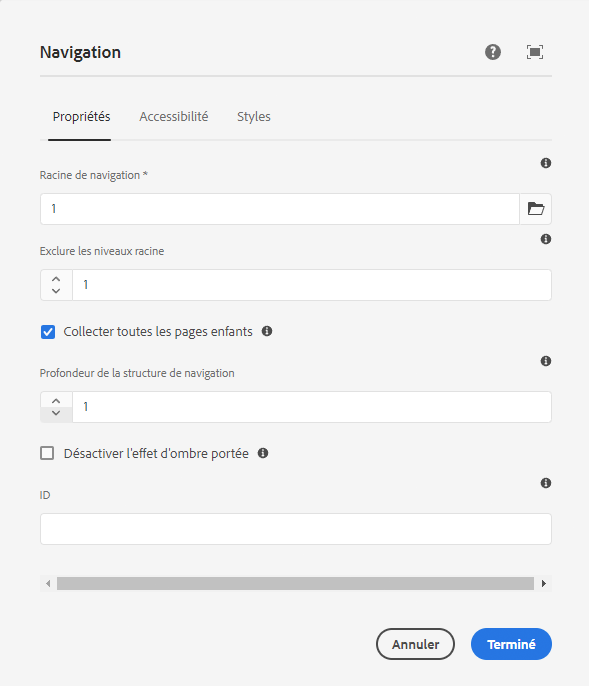 Navigation
Propriétés Accessibilité Styles
Racine de navigation *
1
Exclure les niveaux racine
1
Collecter toutes les pages enfants
Profondeur de la structure de navigation
1
Désactiver l'effet d'ombre portée
ID
Annuler Terminé